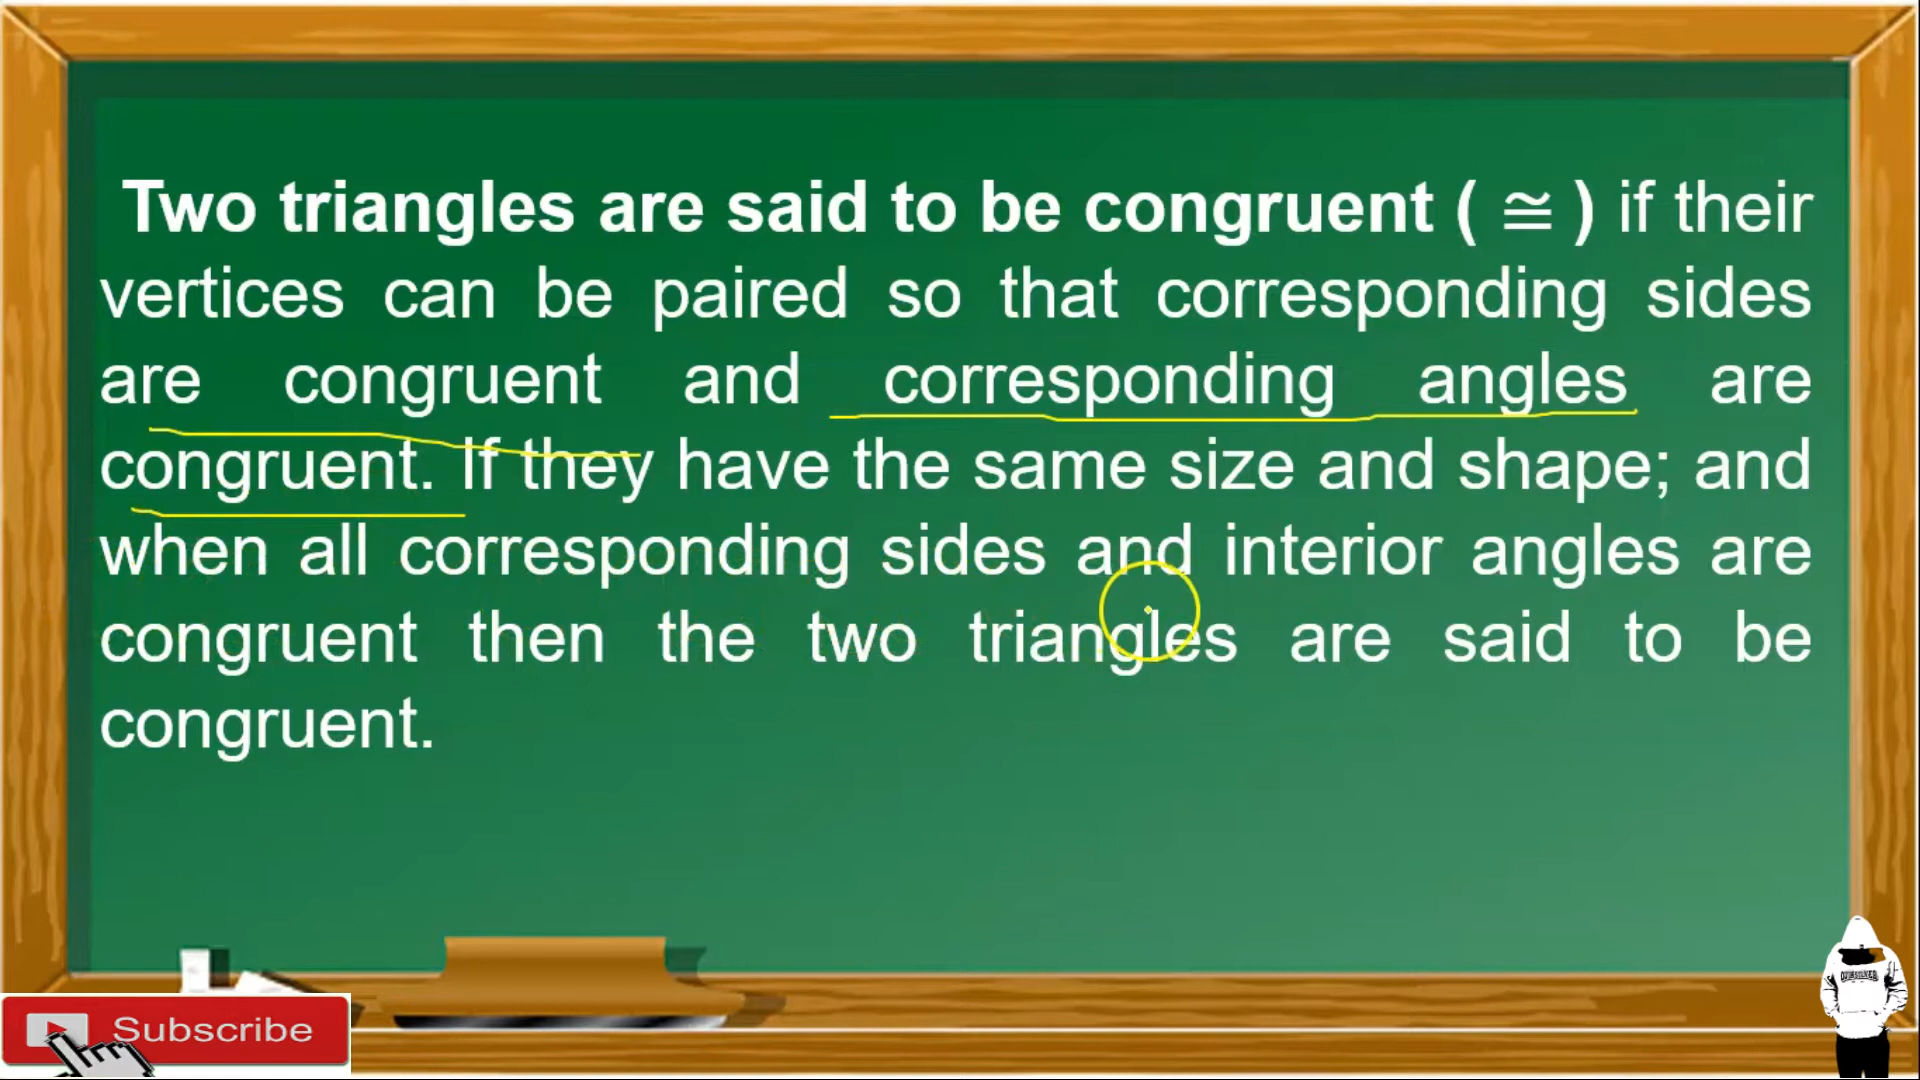 Two triangles are said to be congruent ( ≅ ) if their
vertices can be paired so that corresponding sides
are congruent and corresponding angles are
congruent. If they have the same size and shape; and
when all corresponding sides and interior angles are
congruent then the two triangles are said to be
congruent.
Subscribe
QUIKSILVER